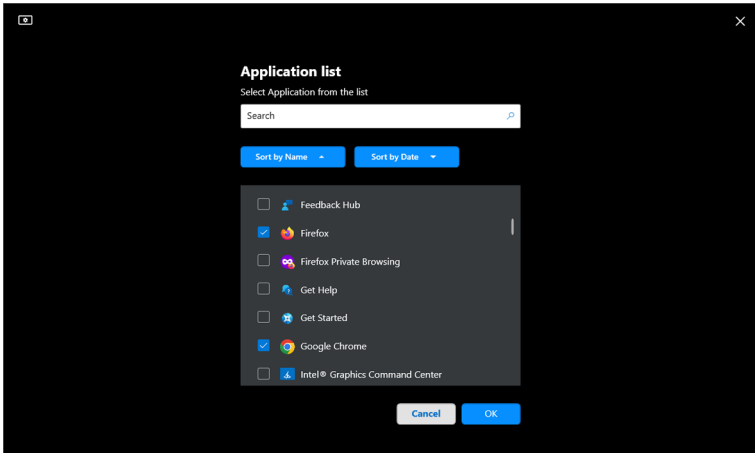 Application list
Select Application from the list
Search
Sort by Name
Sort by Date
Feedback Hub
Firefox
Firefox Private Browsing
Get Help
Get Started
Google Chrome
Intel® Graphics Command Center
Cancel
OK